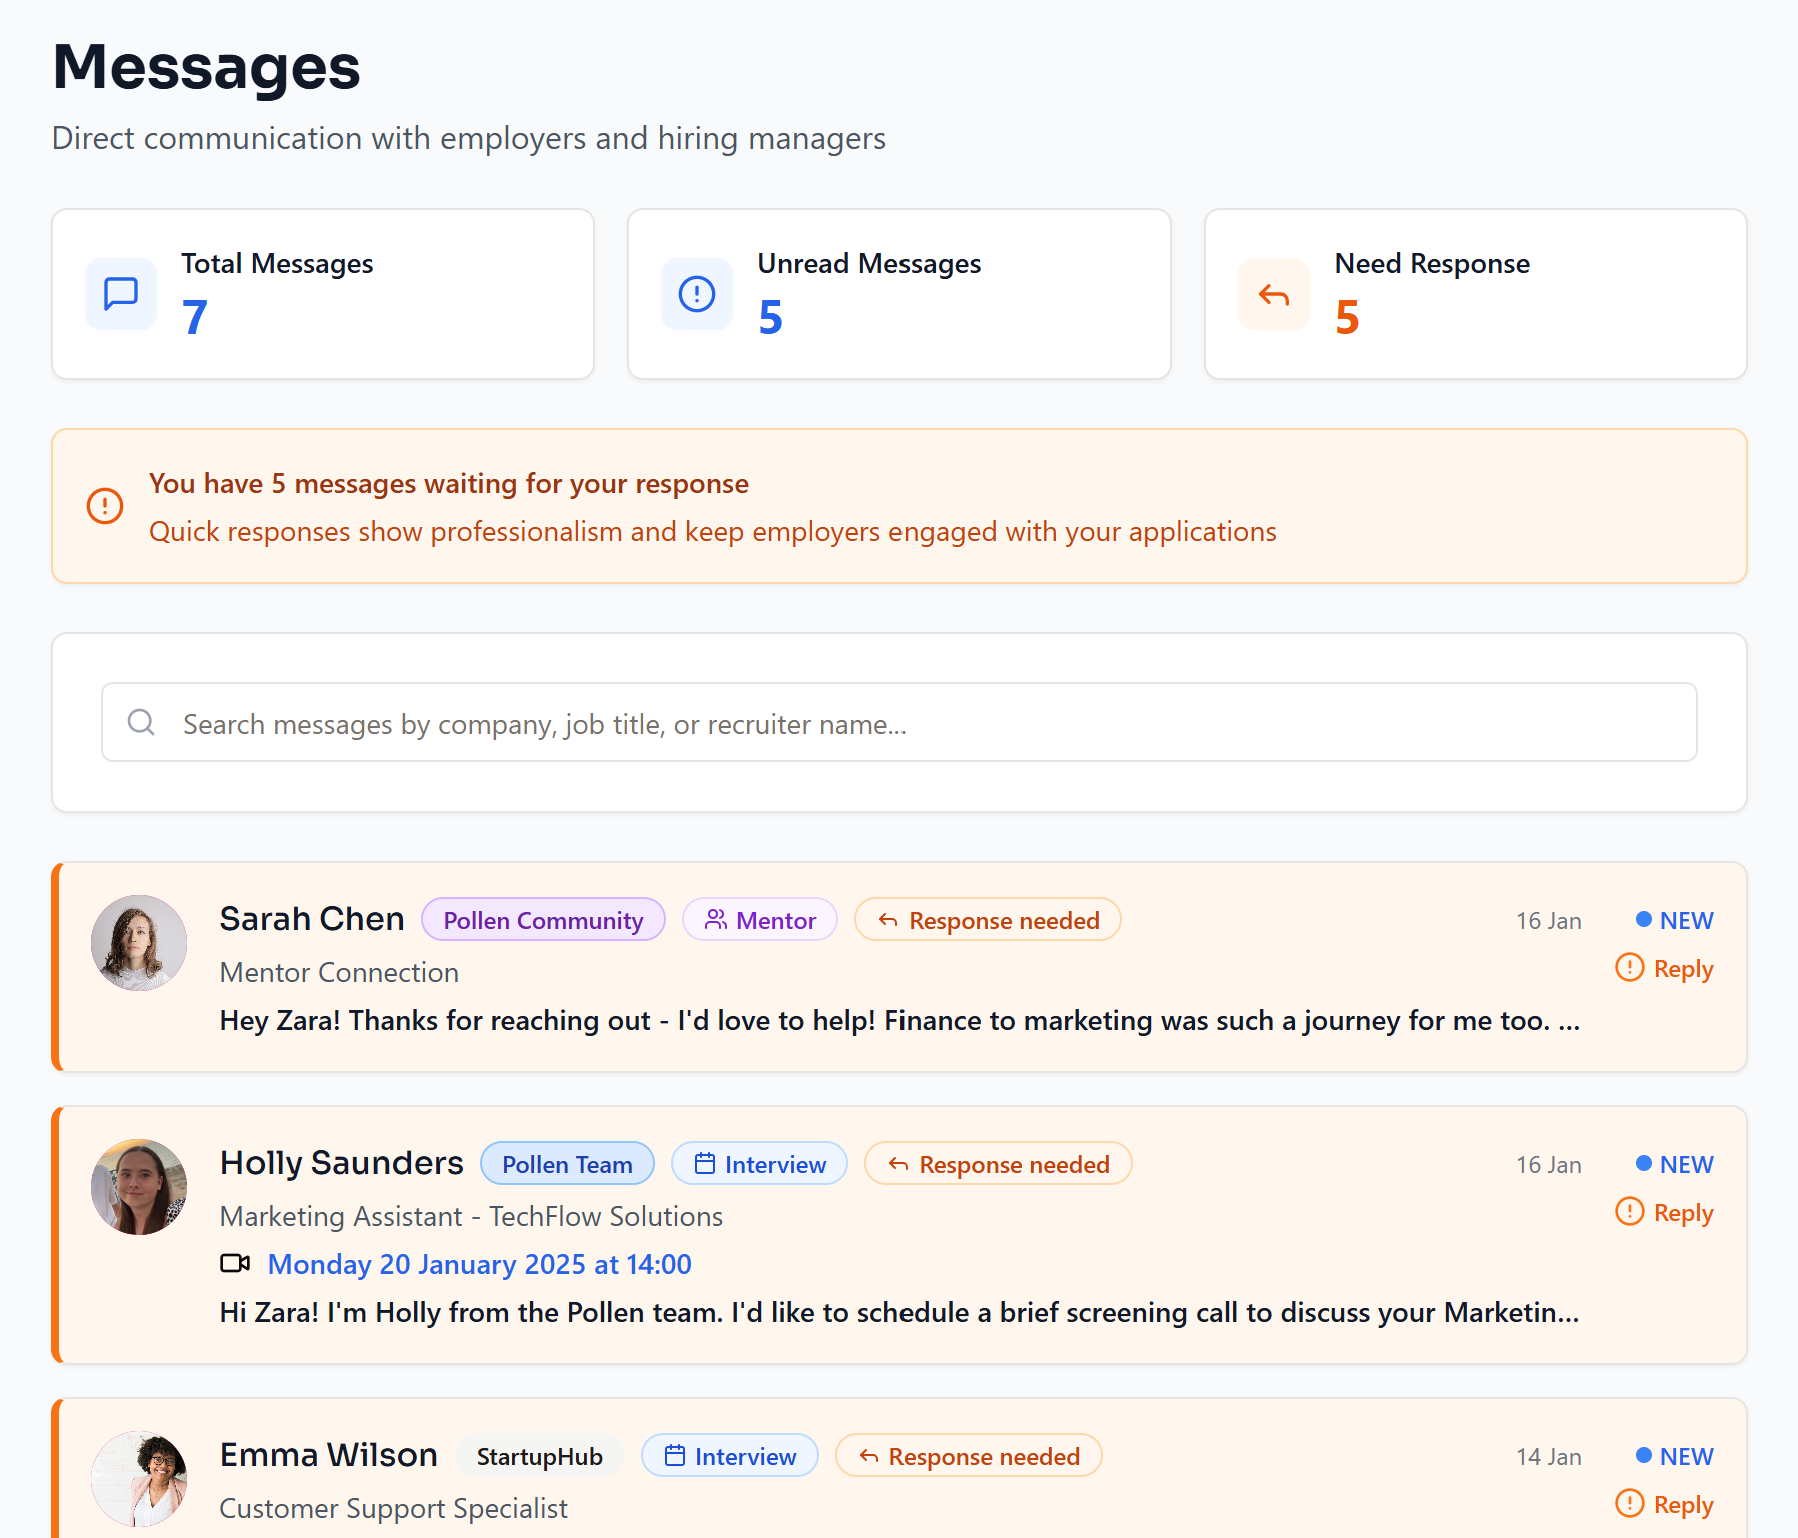 Messages
Direct communication with employers and hiring managers
Total Messages
7
Unread Messages
5
Need Response
5
You have 5 messages waiting for your response
Quick responses show professionalism and keep employers engaged with your applications
Search messages by company, job title, or recruiter name...
Sarah Chen Pollen Community Mentor Response needed 16 Jan NEW
Mentor Connection Reply
Hey Zara! Thanks for reaching out - I'd love to help! Finance to marketing was such a journey for me too. ...
Holly Saunders Pollen Team Interview Response needed 16 Jan NEW
Marketing Assistant - TechFlow Solutions Reply
Monday 20 January 2025 at 14:00
Hi Zara! I'm Holly from the Pollen team. I'd like to schedule a brief screening call to discuss your Marketin...
Emma Wilson StartupHub Interview Response needed 14 Jan NEW
Customer Support Specialist Reply